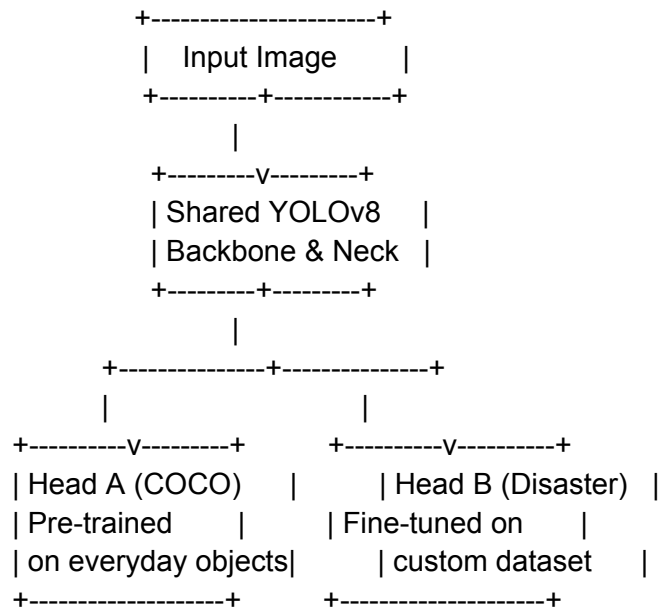 +-----------------------+
|    Input Image       |
+----------+------------+
|
+---------v---------+
| Shared YOLOv8    |
| Backbone & Neck   |
+---------+---------+
|
+---------------+---------------+
|                               |
+----------v---------+          +----------v----------+
| Head A (COCO)     |         | Head B (Disaster)   |
| Pre-trained       |     | Fine-tuned on      |
| on everyday objects|         | custom dataset     |
+--------------------+          +---------------------+